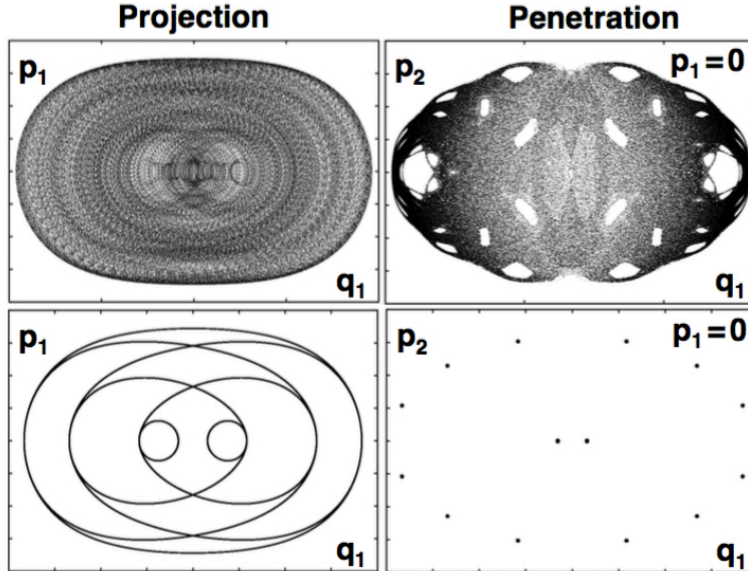 Projection
Penetration
p₁
q₁
p₂
p₁=0
q₁
p₁
q₁
p₂
p₁=0
q₁